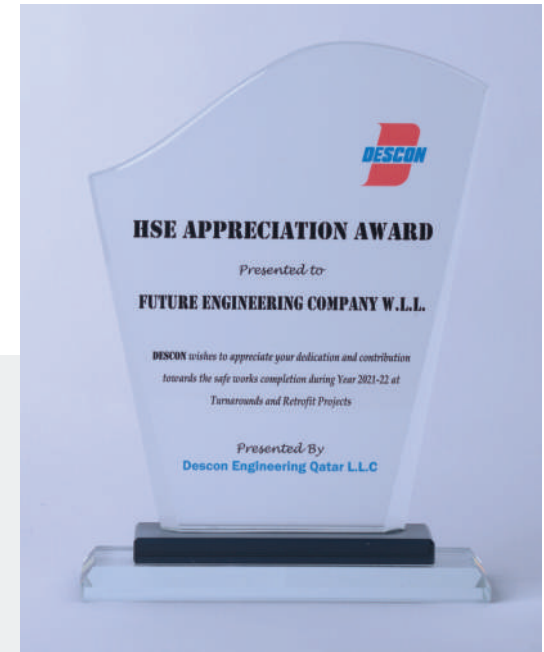 DESCON
HSE APPRECIATION AWARD
Presented to
FUTURE ENGINEERING COMPANY W.L.L.
DESCON wishes to appreciate your dedication and contribution
towards the safe works completion during Year 2021-22 at
Turnarounds and Retrofit Projects
Presented By
Descon Engineering Qatar L.L.C